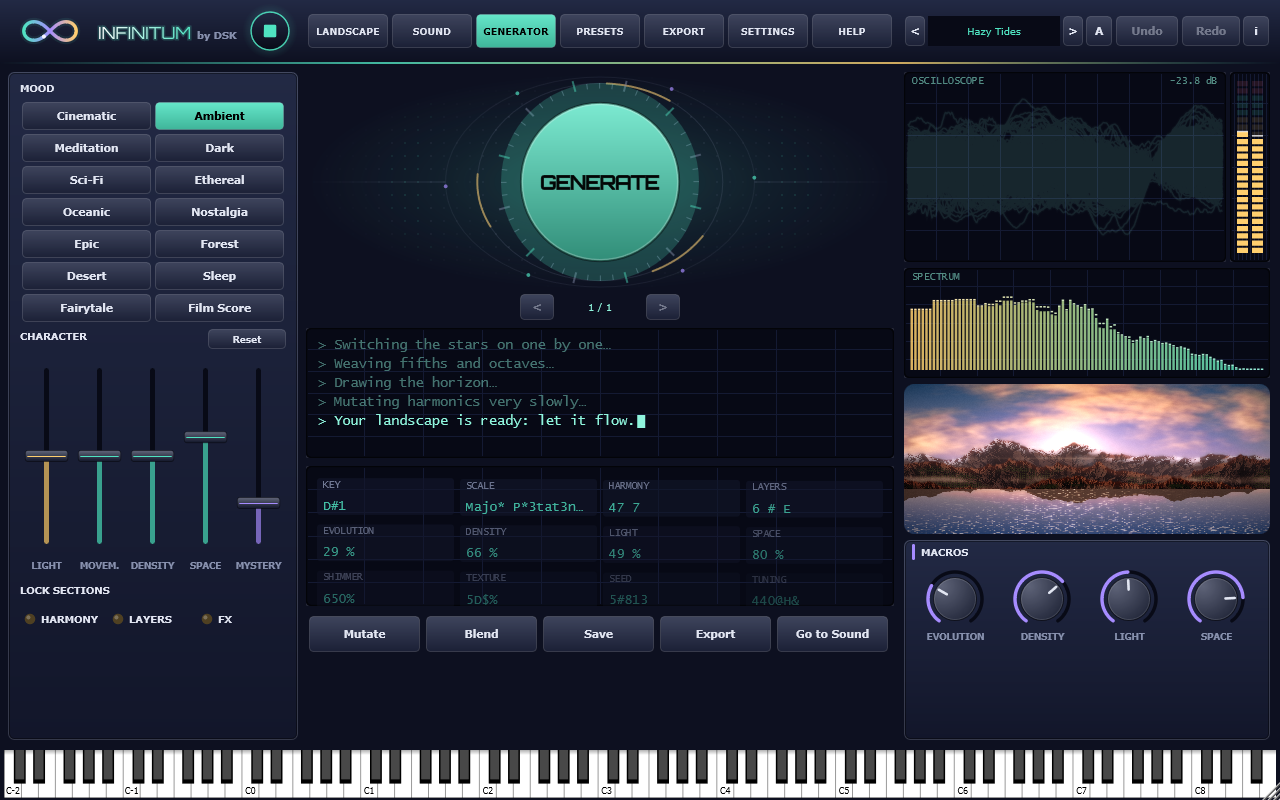 INFINITUM by DSK
LANDSCAPE SOUND GENERATOR PRESETS EXPORT SETTINGS HELP
< Hazy Tides > A Undo Redo i
MOOD
Cinematic Ambient
Meditation Dark
Sci-Fi Ethereal
Oceanic Nostalgia
Epic Forest
Desert Sleep
Fairytale Film Score
CHARACTER Reset
LIGHT MOVEM. DENSITY SPACE MYSTERY
LOCK SECTIONS
HARMONY LAYERS FX
GENERATE
< 1 / 1 >
> Switching the stars on one by one…
> Weaving fifths and octaves…
> Drawing the horizon…
> Mutating harmonics very slowly…
> Your landscape is ready: let it flow.
KEY SCALE HARMONY LAYERS
D#1 Majo* P*3tat3n… 47 7 6 # E
EVOLUTION DENSITY LIGHT SPACE
29 % 66 % 49 % 80 %
SHIMMER TEXTURE SEED TUNING
650% 5D$% 5#813 440@H&
Mutate Blend Save Export Go to Sound
OSCILLOSCOPE -23.8 dB
SPECTRUM
MACROS
EVOLUTION DENSITY LIGHT SPACE
C-2 C-1 C0 C1 C2 C3 C4 C5 C6 C7 C8